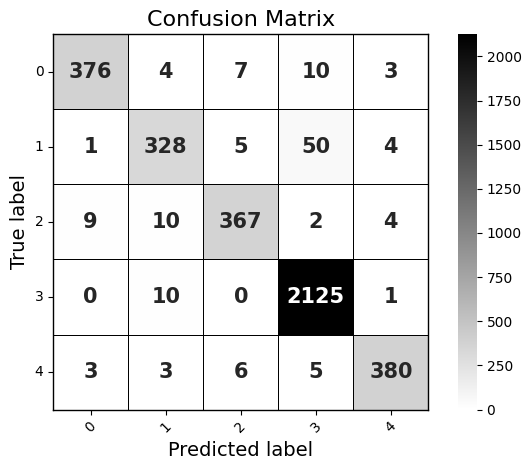 Confusion Matrix
True label
0 376 4 7 10 3
1 1 328 5 50 4
2 9 10 367 2 4
3 0 10 0 2125 1
4 3 3 6 5 380
0 1 2 3 4
Predicted label
2000
1750
1500
1250
1000
750
500
250
0